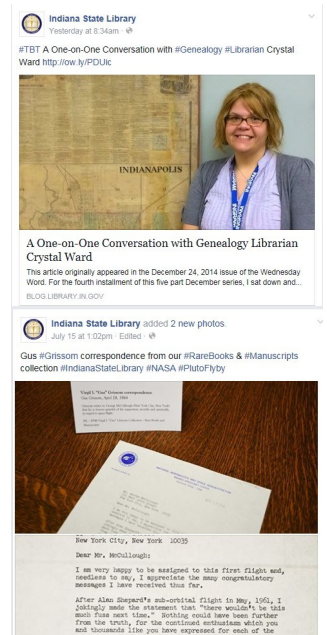 Indiana State Library
Yesterday at 8:34am ·
#TBT A One-on-One Conversation with #Genealogy #Librarian Crystal
Ward http://ow.ly/PDUic
INDIANAPOLIS
A One-on-One Conversation with Genealogy Librarian
Crystal Ward
This article originally appeared in the December 24, 2014 issue of the Wednesday
Word. For the fourth installment of this five part December series, I sat down and...
BLOG.LIBRARY.IN.GOV
Indiana State Library added 2 new photos.
July 15 at 1:02pm · Edited ·
Gus #Grissom correspondence from our #RareBooks & #Manuscripts
collection #IndianaStateLibrary #NASA #PlutoFlyby
Virgil I. "Gus" Grissom correspondence
New York City, New York 10035
Dear Mr. McCullough:
I am very happy to be assigned to this first flight and,
needless to say, I appreciate the many congratulatory
messages I have received thus far.
After Alan Shepard's sub-orbital flight in May, 1961, I
jokingly made the statement that "there wouldn't be this
much fuss next time." Nothing could have been further
from the truth, for the continued enthusiasm which you
and thousands like you have expressed for each of the